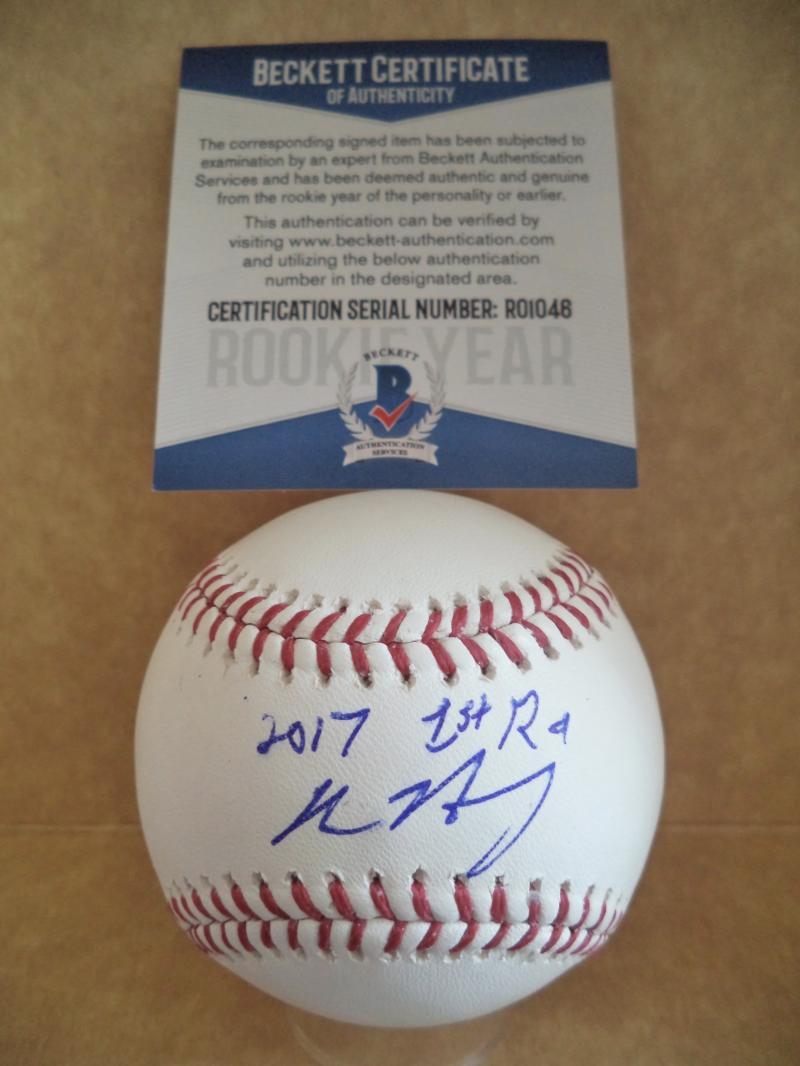 BECKETT CERTIFICATE
OF AUTHENTICITY
The corresponding signed item has been subjected to
examination by an expert from Beckett Authentication
Services and has been deemed authentic and genuine
from the rookie year of the personality or earlier.
This authentication can be verified by
visiting www.beckett-authentication.com
and utilizing the below authentication
number in the designated area.
CERTIFICATION SERIAL NUMBER: R01046
ROOKIE YEAR
BECKETT
B
AUTHENTICATION
SERVICES
2017 1st Rd